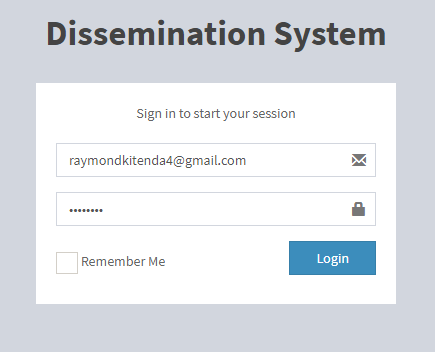 Dissemination System
Sign in to start your session
raymondkitenda4@gmail.com
••••••••
Remember Me
Login